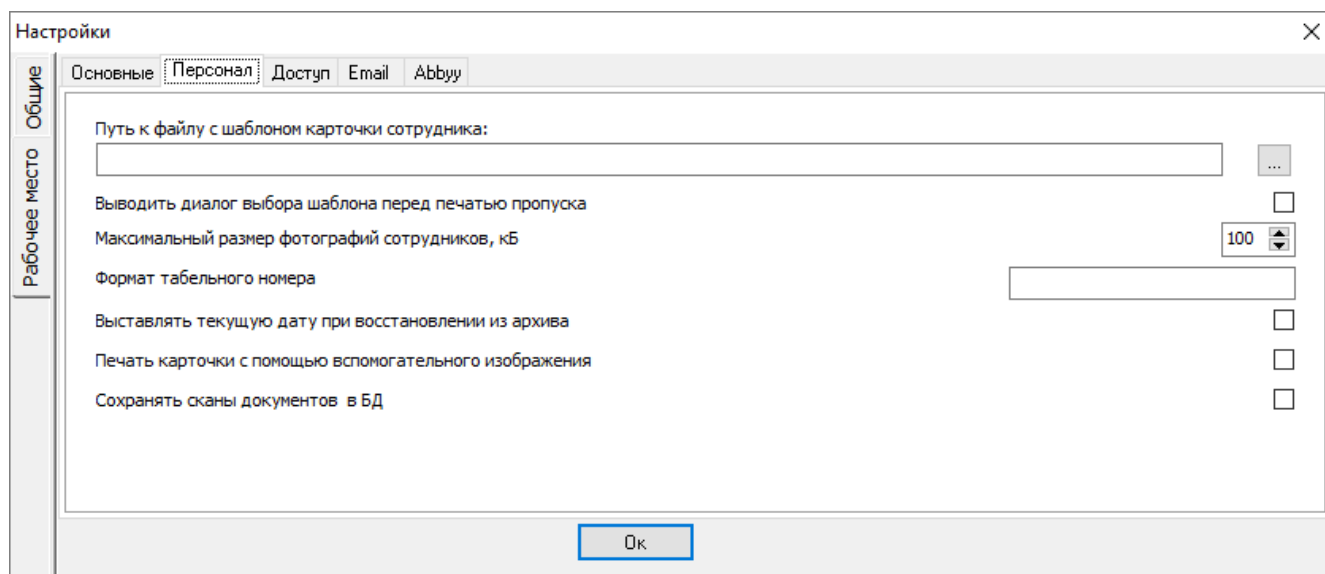 Настройки
Общие
Рабочее место
Основные Персонал Доступ Email Abbyy
Путь к файлу с шаблоном карточки сотрудника:
...
Выводить диалог выбора шаблона перед печатью пропуска
Максимальный размер фотографий сотрудников, кБ 100
Формат табельного номера
Выставлять текущую дату при восстановлении из архива
Печать карточки с помощью вспомогательного изображения
Сохранять сканы документов в БД
Ок